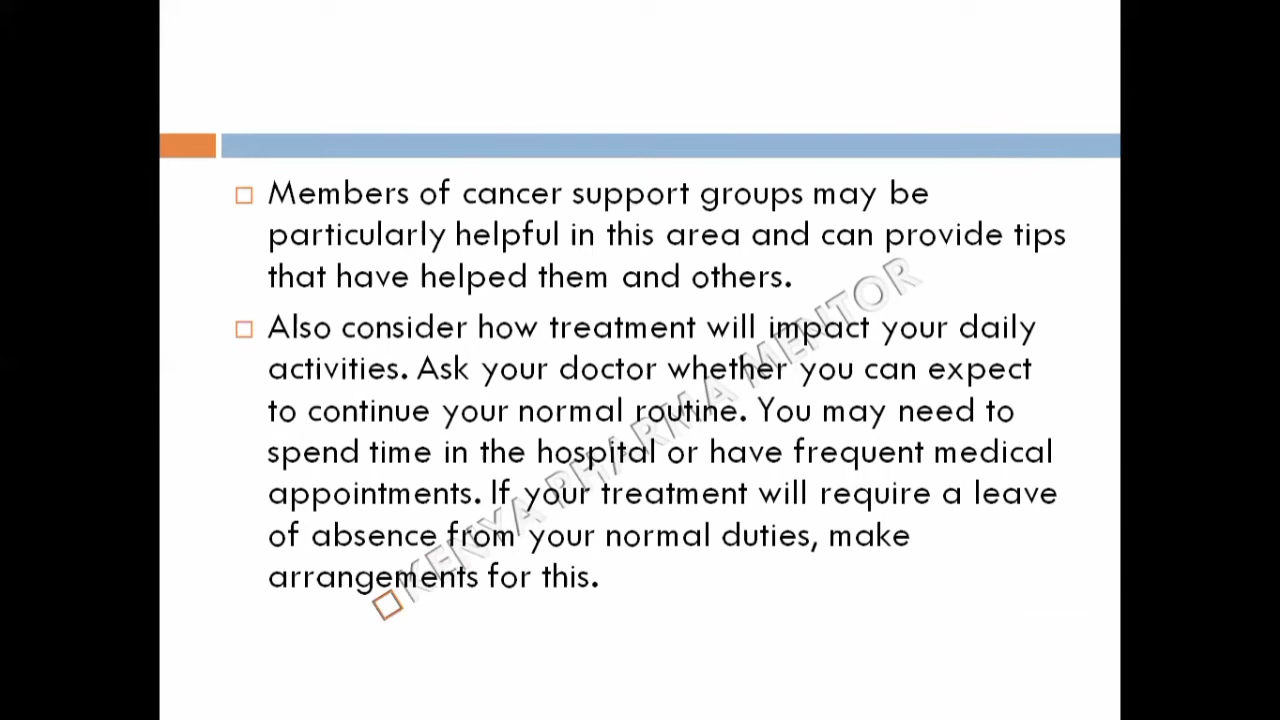 Members of cancer support groups may be
particularly helpful in this area and can provide tips
that have helped them and others.
Also consider how treatment will impact your daily
activities. Ask your doctor whether you can expect
to continue your normal routine. You may need to
spend time in the hospital or have frequent medical
appointments. If your treatment will require a leave
of absence from your normal duties, make
arrangements for this.
KENYA PHARMA MENTOR